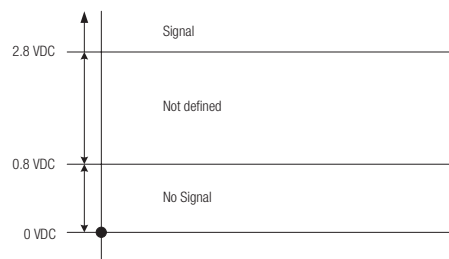 Signal
2.8 VDC
Not defined
0.8 VDC
No Signal
0 VDC